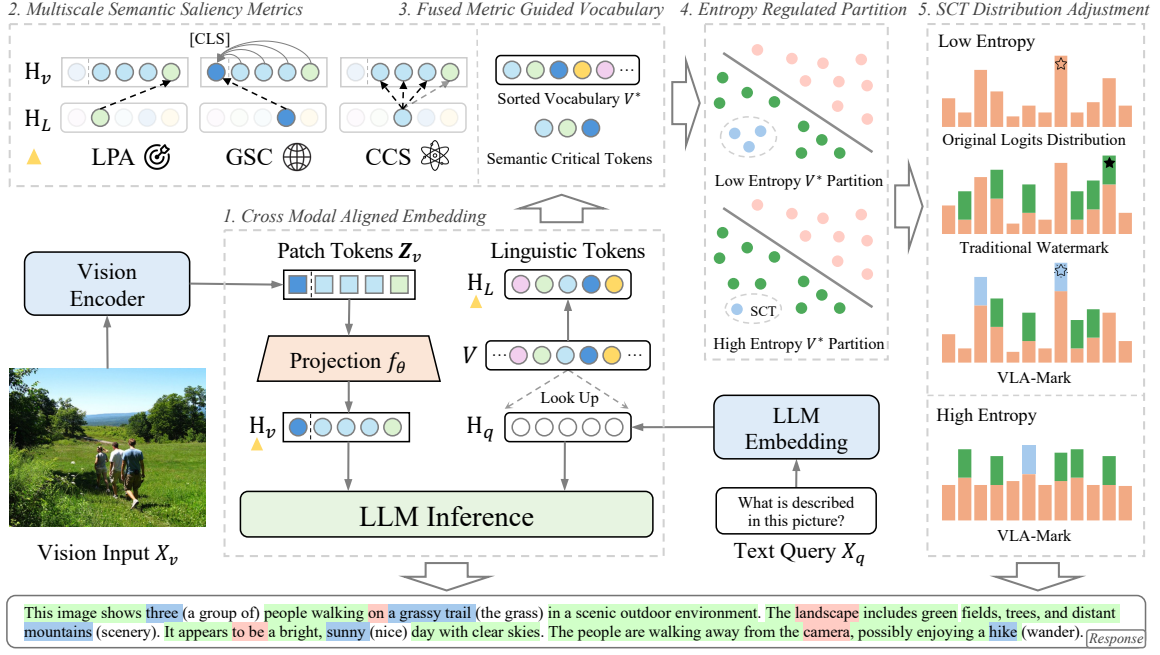 2. Multiscale Semantic Saliency Metrics
3. Fused Metric Guided Vocabulary
4. Entropy Regulated Partition
5. SCT Distribution Adjustment
[CLS]
H_v
H_L
LPA
GSC
CCS
Sorted Vocabulary V*
Semantic Critical Tokens
Low Entropy V* Partition
High Entropy V* Partition
SCT
Low Entropy
Original Logits Distribution
Traditional Watermark
VLA-Mark
High Entropy
VLA-Mark
1. Cross Modal Aligned Embedding
Vision
Encoder
Patch Tokens Z_v
Linguistic Tokens
H_L
Projection f_θ
V
Look Up
H_v
H_q
LLM
Embedding
LLM Inference
What is described
in this picture?
Vision Input X_v
Text Query X_q
This image shows three (a group of) people walking on a grassy trail (the grass) in a scenic outdoor environment. The landscape includes green fields, trees, and distant
mountains (scenery). It appears to be a bright, sunny (nice) day with clear skies. The people are walking away from the camera, possibly enjoying a hike (wander).
Response